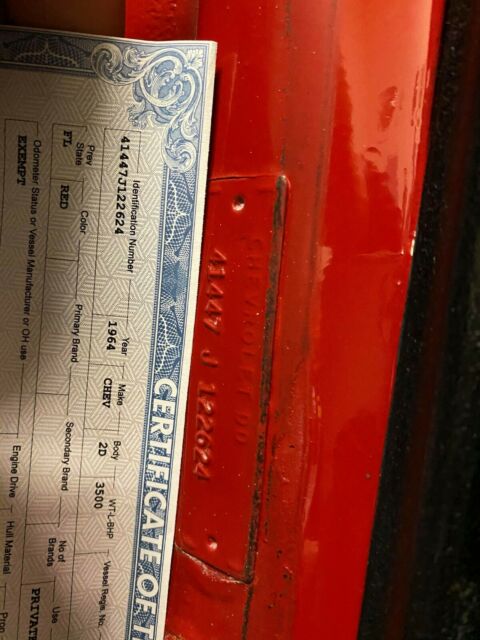 CERTIFICATE OF T
Identification Number Year Make Body WT-L-BHP Vessel Regis. No.
41447J122624 1964 CHEV 2D 3500
Prev State Color Primary Brand Secondary Brand No of Brands Use
FL RED PRIVAT
Odometer Status or Vessel Manufacturer or OH use Engine Drive Hull Material Prop
EXEMPT
CHEVROLET
41447 J 122624